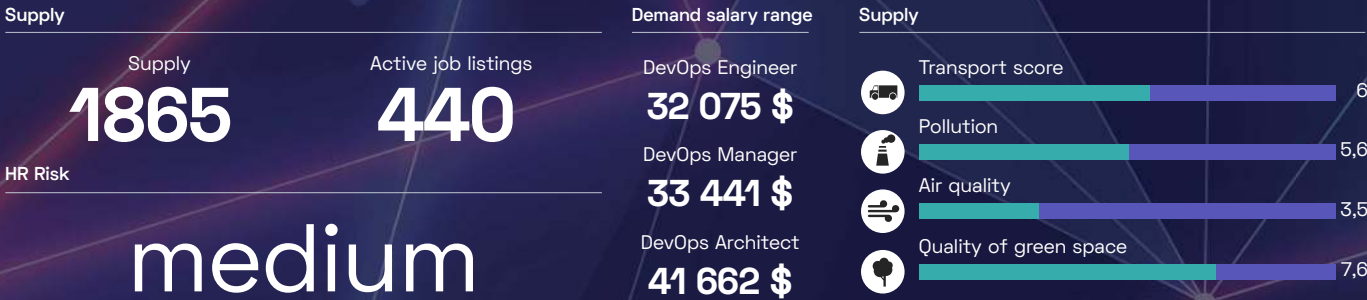 Supply
Supply
1865
Active job listings
440
HR Risk
medium
Demand salary range
DevOps Engineer
32 075 $
DevOps Manager
33 441 $
DevOps Architect
41 662 $
Supply
Transport score
6
Pollution
5,6
Air quality
3,5
Quality of green space
7,6